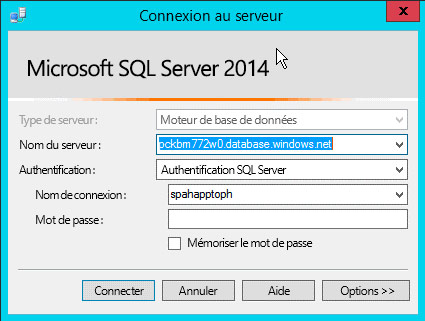 Connexion au serveur
Microsoft SQL Server 2014
Type de serveur : Moteur de base de données
Nom du serveur : pckbm772w0.database.windows.net
Authentification : Authentification SQL Server
Nom de connexion : spahapptoph
Mot de passe :
Mémoriser le mot de passe
Connecter Annuler Aide Options >>